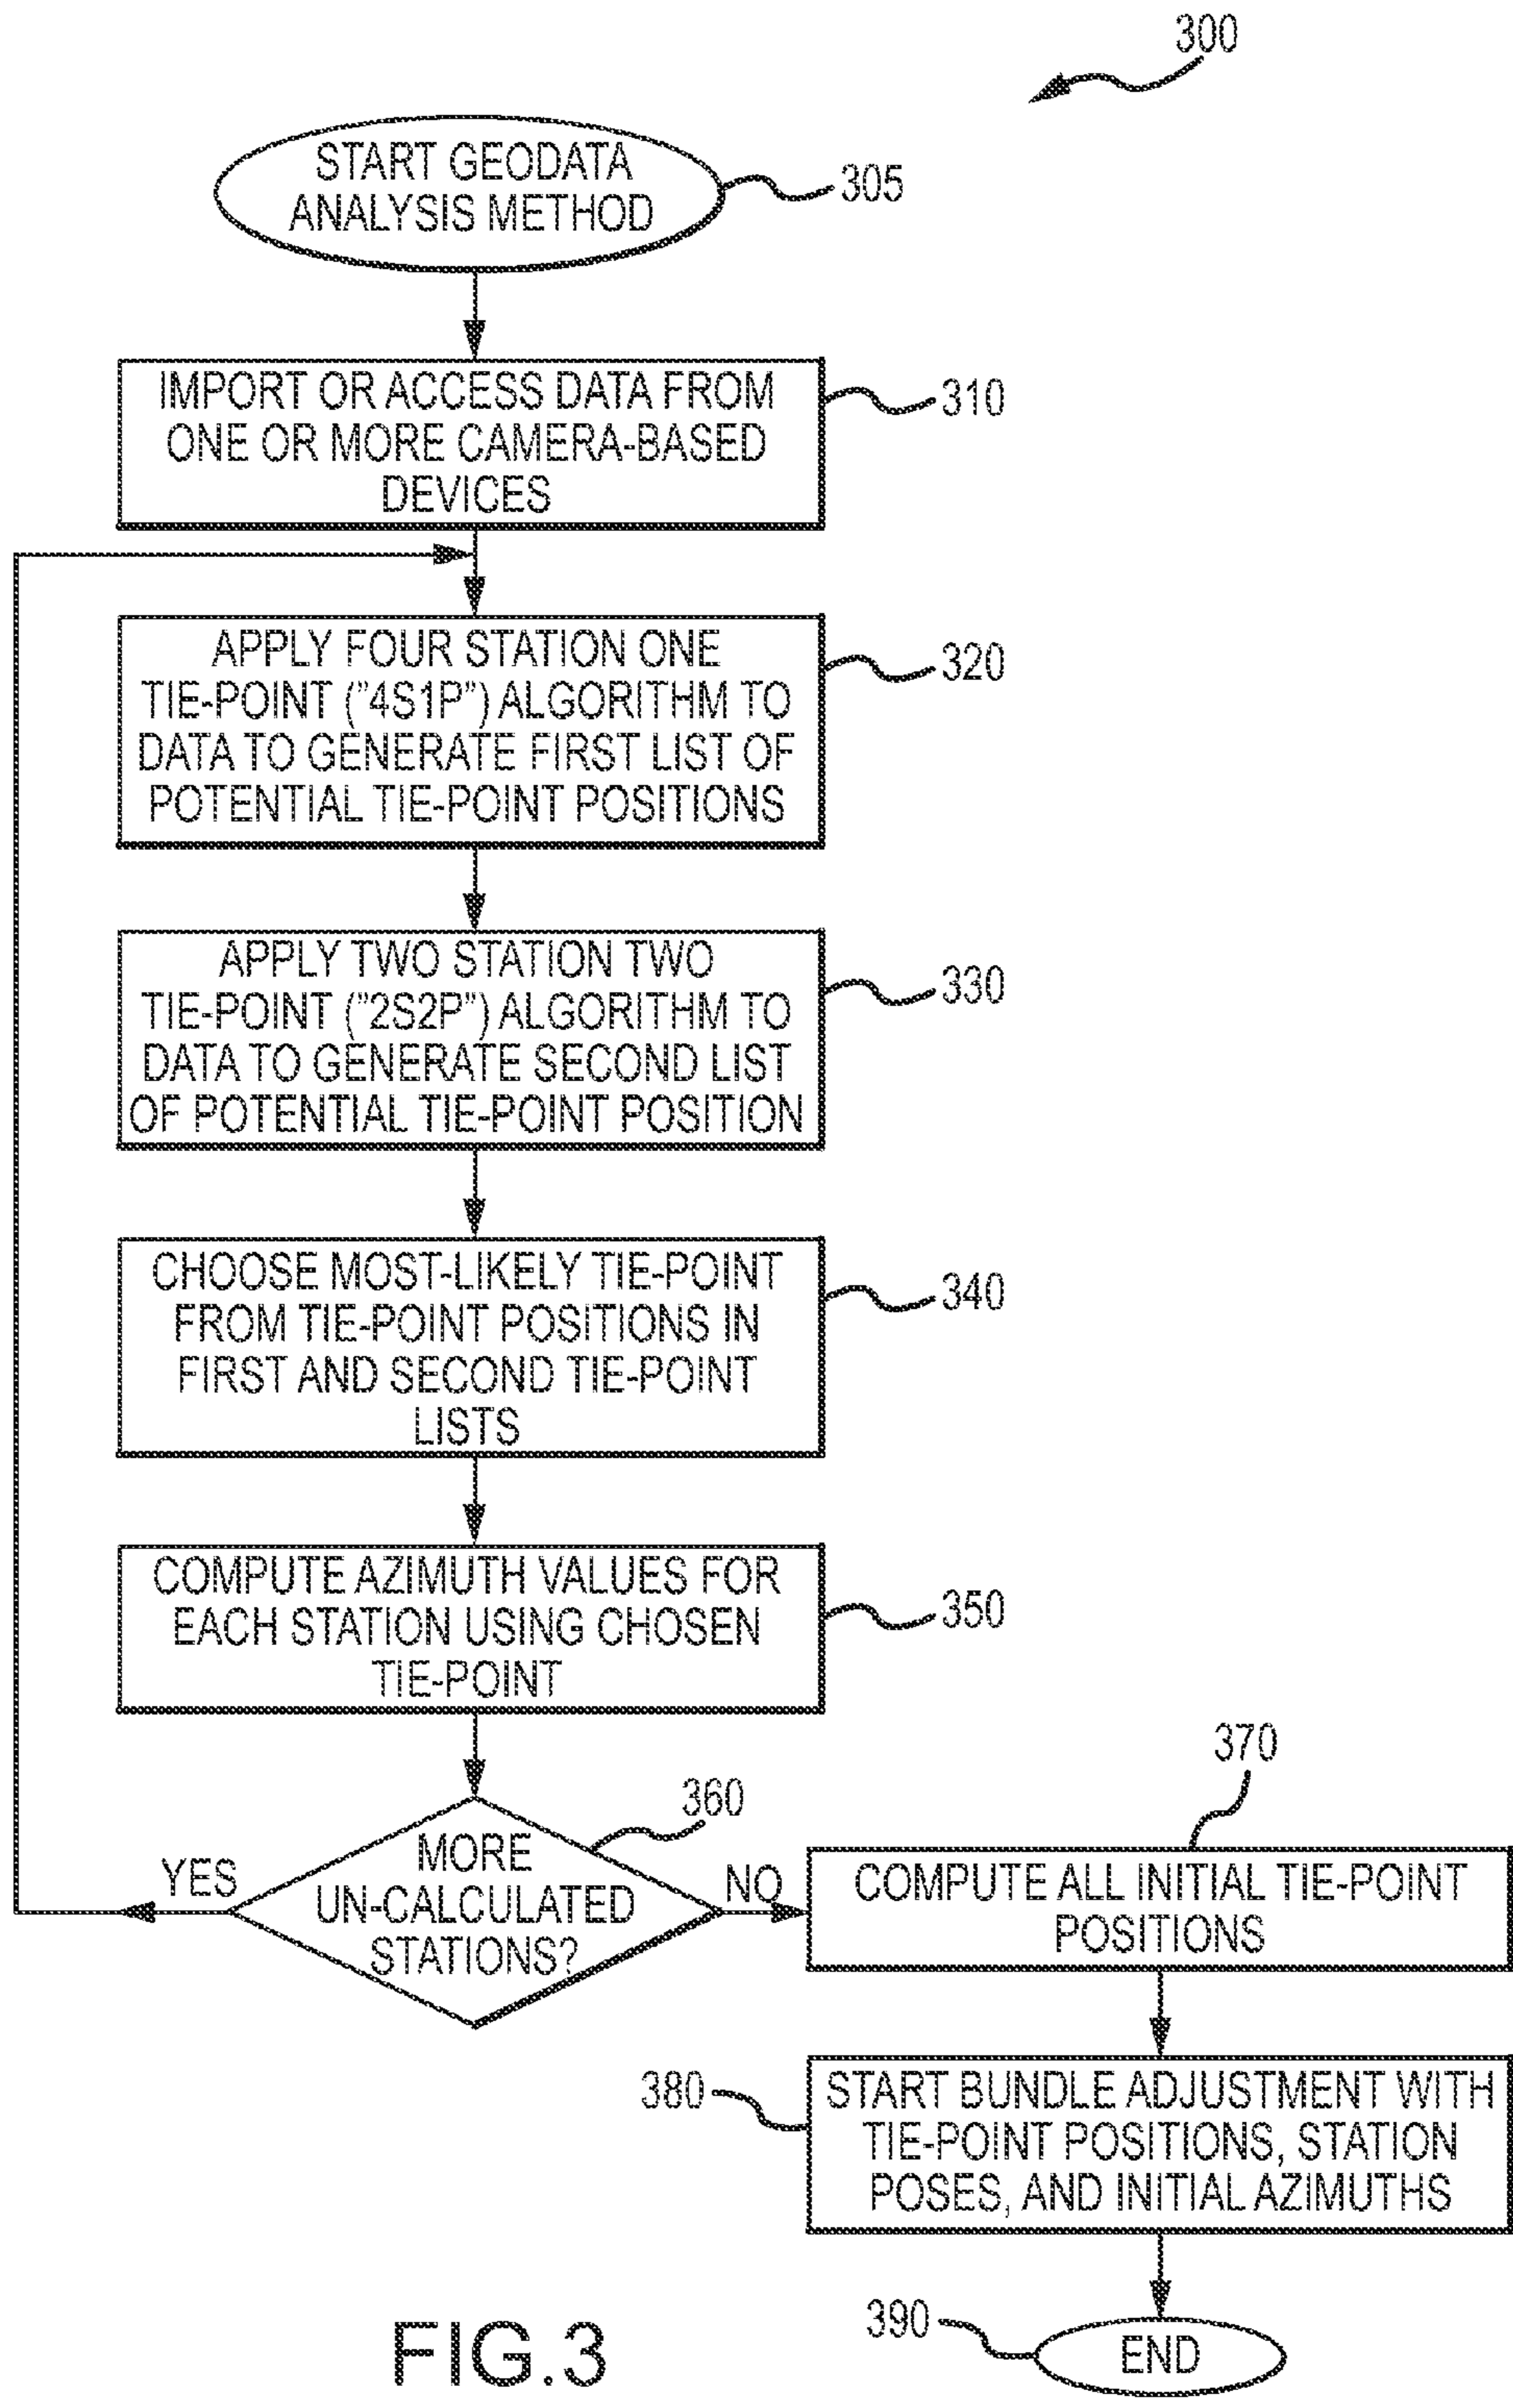 300
START GEODATA
ANALYSIS METHOD
305
IMPORT OR ACCESS DATA FROM
ONE OR MORE CAMERA-BASED
DEVICES
310
APPLY FOUR STATION ONE
TIE-POINT ("4S1P") ALGORITHM TO
DATA TO GENERATE FIRST LIST OF
POTENTIAL TIE-POINT POSITIONS
320
APPLY TWO STATION TWO
TIE-POINT ("2S2P") ALGORITHM TO
DATA TO GENERATE SECOND LIST
OF POTENTIAL TIE-POINT POSITION
330
CHOOSE MOST-LIKELY TIE-POINT
FROM TIE-POINT POSITIONS IN
FIRST AND SECOND TIE-POINT
LISTS
340
COMPUTE AZIMUTH VALUES FOR
EACH STATION USING CHOSEN
TIE-POINT
350
MORE
UN-CALCULATED
STATIONS?
360
YES
NO
370
COMPUTE ALL INITIAL TIE-POINT
POSITIONS
380
START BUNDLE ADJUSTMENT WITH
TIE-POINT POSITIONS, STATION
POSES, AND INITIAL AZIMUTHS
390
END
FIG.3